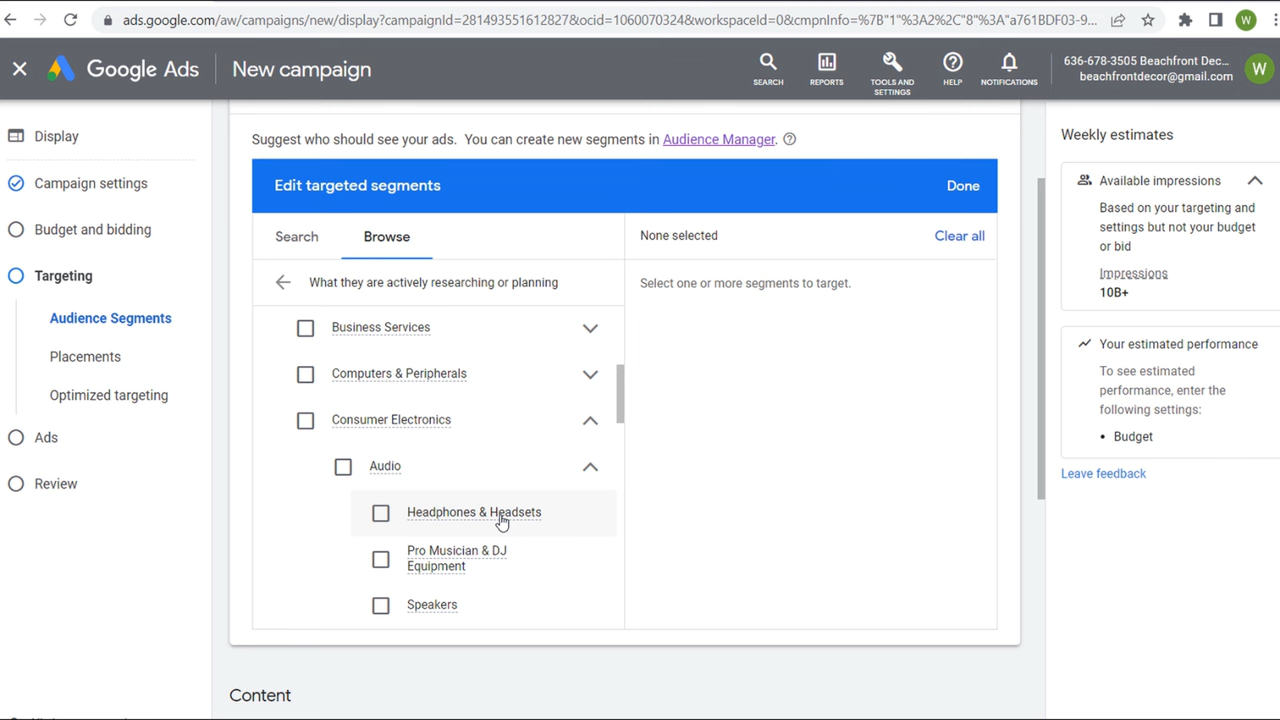 ads.google.com/aw/campaigns/new/display?campaignId=281493551612827&ocid=1060070324&workspaceId=0&cmpnInfo=%7B"1"%3A2%2C"8"%3A"a761BDF03-9...
W
Google Ads
New campaign
SEARCH
REPORTS
TOOLS AND
SETTINGS
HELP
NOTIFICATIONS
636-678-3505 Beachfront Dec...
beachfrontdecor@gmail.com
W
Display
Campaign settings
Budget and bidding
Targeting
Audience Segments
Placements
Optimized targeting
Ads
Review
Suggest who should see your ads. You can create new segments in Audience Manager.
Edit targeted segments
Done
Search
Browse
None selected
Clear all
What they are actively researching or planning
Select one or more segments to target.
Business Services
Computers & Peripherals
Consumer Electronics
Audio
Headphones & Headsets
Pro Musician & DJ
Equipment
Speakers
Content
Weekly estimates
Available impressions
Based on your targeting and
settings but not your budget
or bid
Impressions
10B+
Your estimated performance
To see estimated
performance, enter the
following settings:
• Budget
Leave feedback